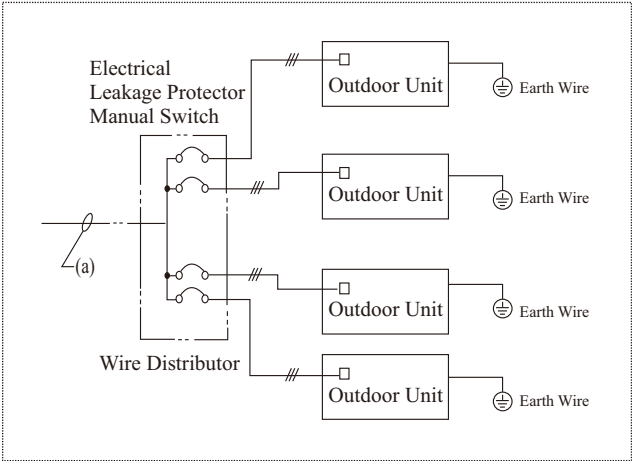 Electrical
Leakage Protector
Manual Switch
Outdoor Unit
Earth Wire
Outdoor Unit
Earth Wire
(a)
Outdoor Unit
Earth Wire
Wire Distributor
Outdoor Unit
Earth Wire